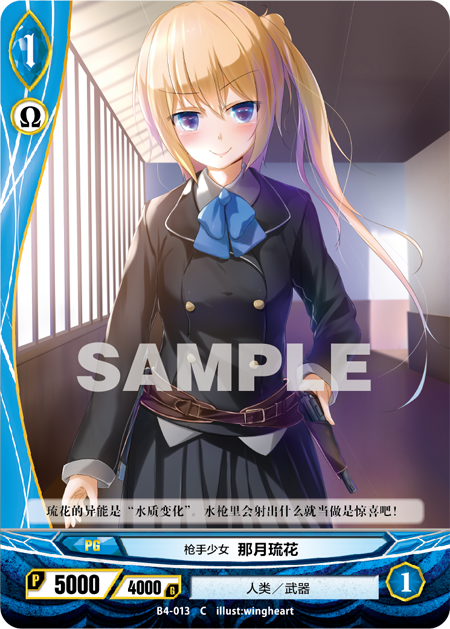 1
Ω
SAMPLE
琉花的异能是“水质变化”。水枪里会射出什么就当做是惊喜吧！
PG
枪手少女 那月琉花
P 5000 4000 G
人类／武器
1
B4-013 C illust:wingheart